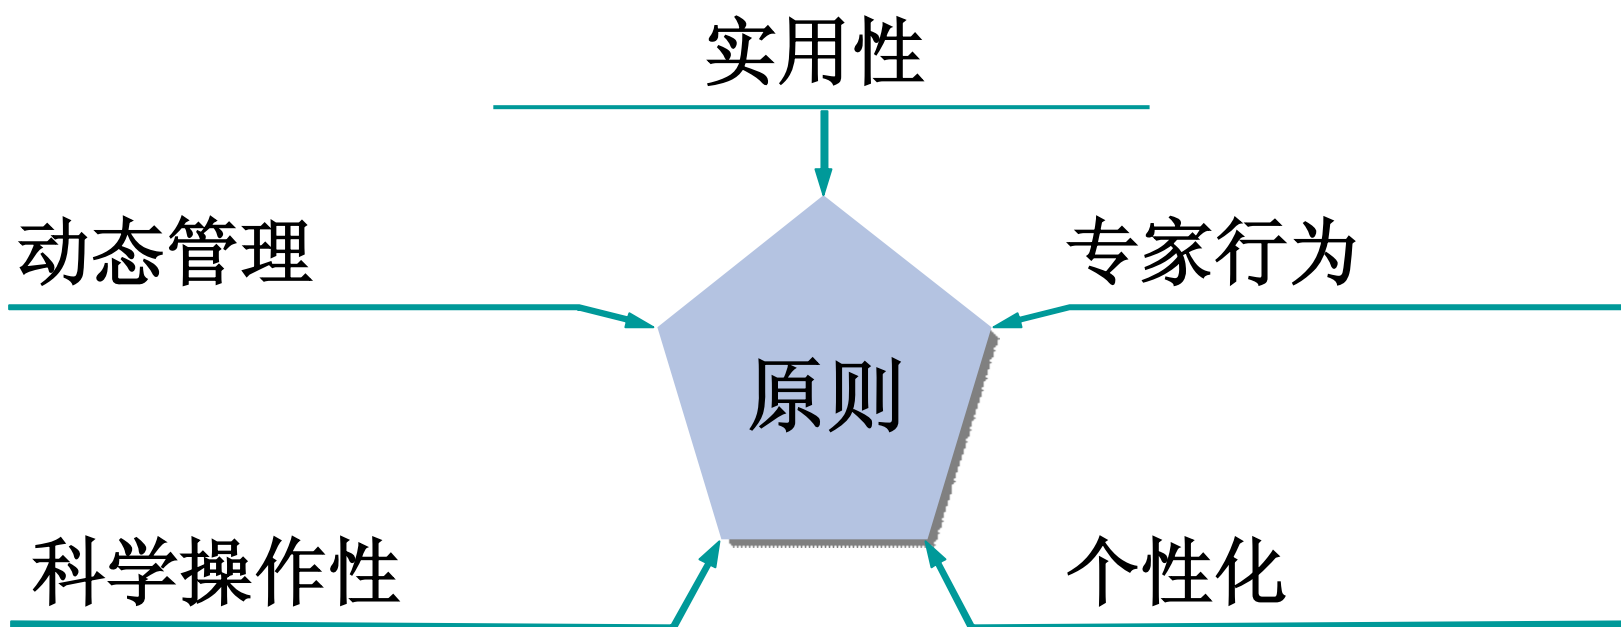 实用性
动态管理
专家行为
原则
科学操作性
个性化